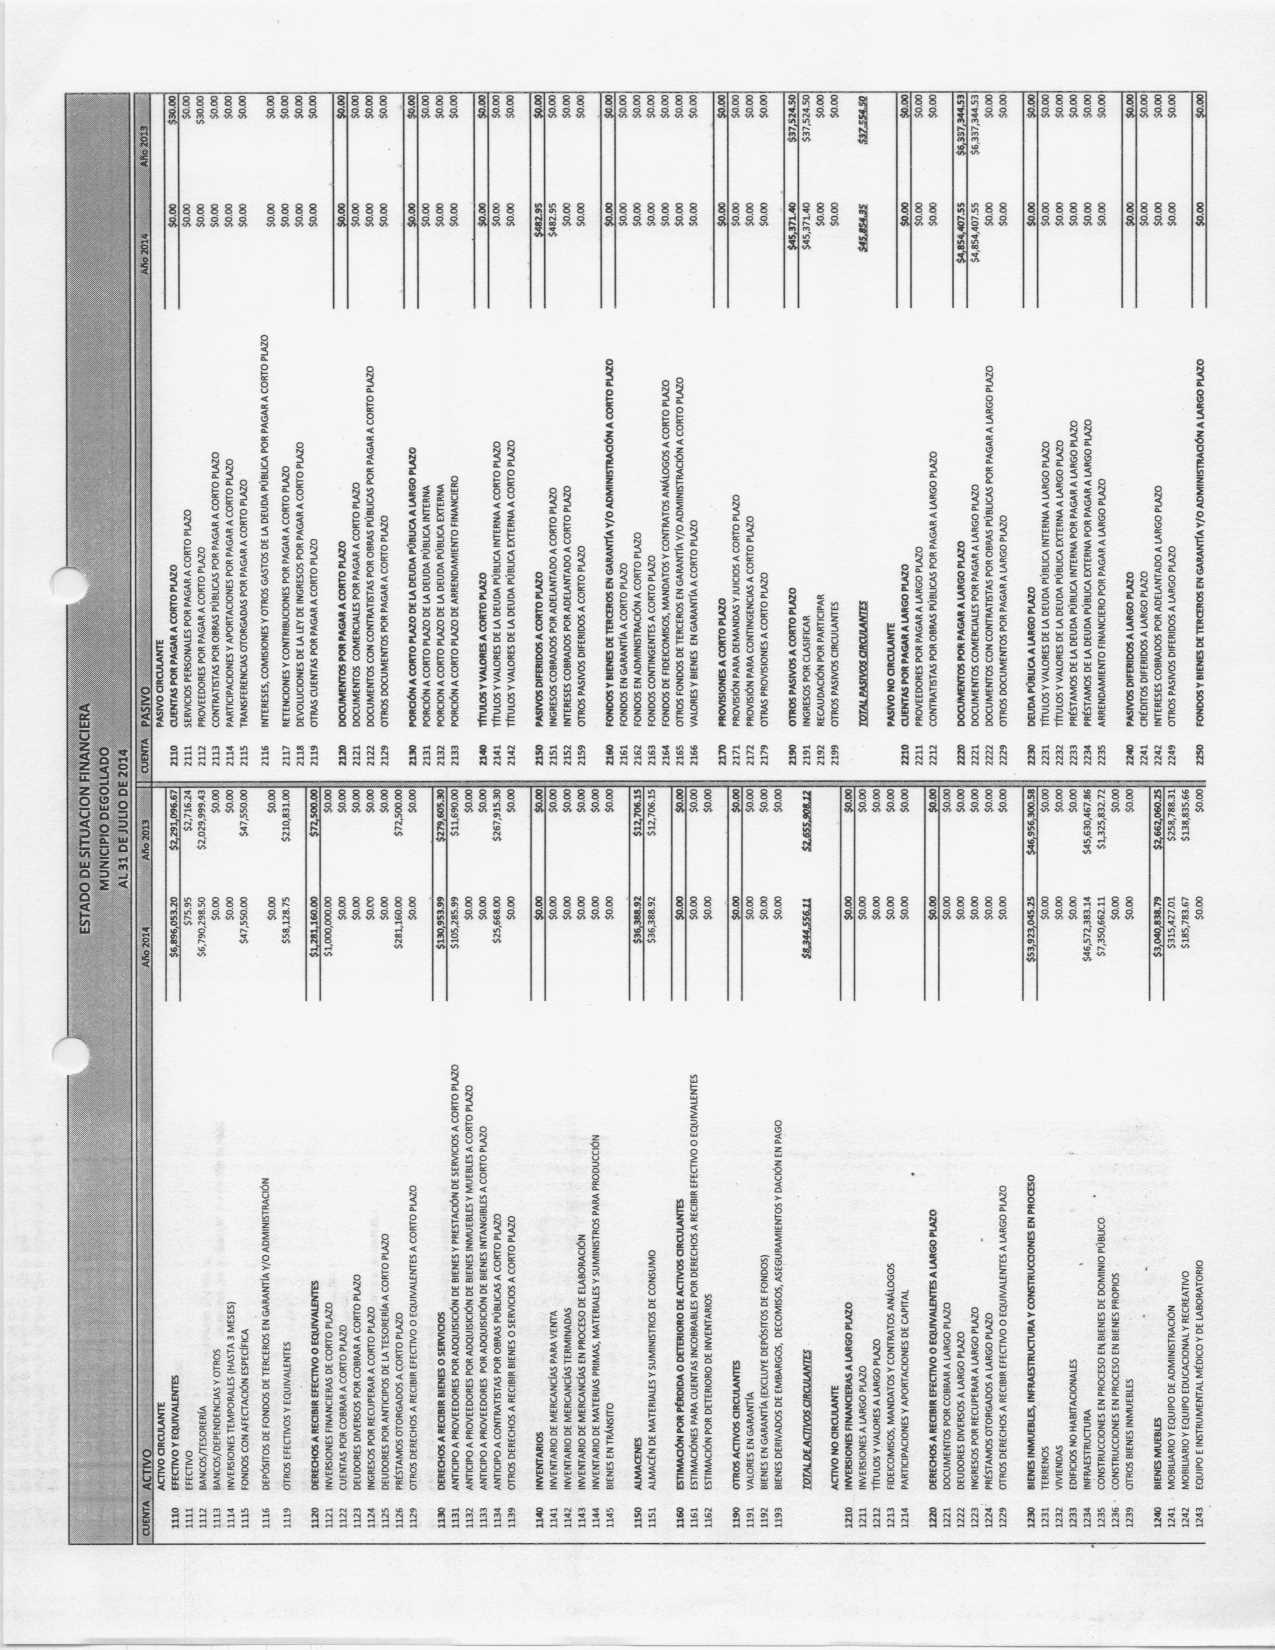 ESTADO DE SITUACION FINANCIERA
MUNICIPIO DEGOLLADO
AL 31 DE JULIO DE 2014
CUENTA ACTIVO Año 2014 Año 2013
ACTIVO CIRCULANTE
1110 EFECTIVO Y EQUIVALENTES $6,896,053.20 $2,291,096.67
1111 EFECTIVO $75.95 $2,716.24
1112 BANCOS/TESORERÍA $6,790,298.50 $2,029,999.43
1113 BANCOS/DEPENDENCIAS Y OTROS $0.00 $0.00
1114 INVERSIONES TEMPORALES (HASTA 3 MESES) $0.00 $0.00
1115 FONDOS CON AFECTACIÓN ESPECÍFICA $47,550.00 $47,550.00
1116 DEPÓSITOS DE FONDOS DE TERCEROS EN GARANTÍA Y/O ADMINISTRACIÓN $0.00 $0.00
1119 OTROS EFECTIVOS Y EQUIVALENTES $58,128.75 $210,831.00
1120 DERECHOS A RECIBIR EFECTIVO O EQUIVALENTES $1,281,160.00 $72,500.00
1121 INVERSIONES FINANCIERAS DE CORTO PLAZO $1,000,000.00 $0.00
1122 CUENTAS POR COBRAR A CORTO PLAZO $0.00 $0.00
1123 DEUDORES DIVERSOS POR COBRAR A CORTO PLAZO $0.00 $0.00
1124 INGRESOS POR RECUPERAR A CORTO PLAZO $0.00 $0.00
1125 DEUDORES POR ANTICIPOS DE LA TESORERÍA A CORTO PLAZO $0.00 $0.00
1126 PRÉSTAMOS OTORGADOS A CORTO PLAZO $281,160.00 $72,500.00
1129 OTROS DERECHOS A RECIBIR EFECTIVO O EQUIVALENTES A CORTO PLAZO $0.00 $0.00
1130 DERECHOS A RECIBIR BIENES O SERVICIOS $130,953.99 $279,605.30
1131 ANTICIPO A PROVEEDORES POR ADQUISICIÓN DE BIENES Y PRESTACIÓN DE SERVICIOS A CORTO PLAZO $105,285.99 $11,690.00
1132 ANTICIPO A PROVEEDORES POR ADQUISICIÓN DE BIENES INMUEBLES Y MUEBLES A CORTO PLAZO $0.00 $0.00
1133 ANTICIPO A PROVEEDORES POR ADQUISICIÓN DE BIENES INTANGIBLES A CORTO PLAZO $0.00 $0.00
1134 ANTICIPO A CONTRATISTAS POR OBRAS PÚBLICAS A CORTO PLAZO $25,668.00 $267,915.30
1139 OTROS DERECHOS A RECIBIR BIENES O SERVICIOS A CORTO PLAZO $0.00 $0.00
1140 INVENTARIOS $0.00 $0.00
1141 INVENTARIO DE MERCANCÍAS PARA VENTA $0.00 $0.00
1142 INVENTARIO DE MERCANCÍAS TERMINADAS $0.00 $0.00
1143 INVENTARIO DE MERCANCÍAS EN PROCESO DE ELABORACIÓN $0.00 $0.00
1144 INVENTARIO DE MATERIAS PRIMAS, MATERIALES Y SUMINISTROS PARA PRODUCCIÓN $0.00 $0.00
1145 BIENES EN TRÁNSITO $0.00 $0.00
1150 ALMACENES $36,388.92 $12,706.15
1151 ALMACÉN DE MATERIALES Y SUMINISTROS DE CONSUMO $36,388.92 $12,706.15
1160 ESTIMACIÓN POR PÉRDIDA O DETERIORO DE ACTIVOS CIRCULANTES $0.00 $0.00
1161 ESTIMACIÓNES PARA CUENTAS INCOBRABLES POR DERECHOS A RECIBIR EFECTIVO O EQUIVALENTES $0.00 $0.00
1162 ESTIMACIÓN POR DETERIORO DE INVENTARIOS $0.00 $0.00
1190 OTROS ACTIVOS CIRCULANTES $0.00 $0.00
1191 VALORES EN GARANTÍA $0.00 $0.00
1192 BIENES EN GARANTÍA (EXCLUYE DEPÓSITOS DE FONDOS) $0.00 $0.00
1193 BIENES DERIVADOS DE EMBARGOS, DECOMISOS, ASEGURAMIENTOS Y DACIÓN EN PAGO $0.00 $0.00
TOTAL DE ACTIVOS CIRCULANTES $8,344,556.11 $2,655,908.12
ACTIVO NO CIRCULANTE
1210 INVERSIONES FINANCIERAS A LARGO PLAZO $0.00 $0.00
1211 INVERSIONES A LARGO PLAZO $0.00 $0.00
1212 TÍTULOS Y VALORES A LARGO PLAZO $0.00 $0.00
1213 FIDEICOMISOS, MANDATOS Y CONTRATOS ANÁLOGOS $0.00 $0.00
1214 PARTICIPACIONES Y APORTACIONES DE CAPITAL $0.00 $0.00
1220 DERECHOS A RECIBIR EFECTIVO O EQUIVALENTES A LARGO PLAZO $0.00 $0.00
1221 DOCUMENTOS POR COBRAR A LARGO PLAZO $0.00 $0.00
1222 DEUDORES DIVERSOS A LARGO PLAZO $0.00 $0.00
1223 INGRESOS POR RECUPERAR A LARGO PLAZO $0.00 $0.00
1224 PRÉSTAMOS OTORGADOS A LARGO PLAZO $0.00 $0.00
1229 OTROS DERECHOS A RECIBIR EFECTIVO O EQUIVALENTES A LARGO PLAZO $0.00 $0.00
1230 BIENES INMUEBLES, INFRAESTRUCTURA Y CONSTRUCCIONES EN PROCESO $53,923,045.25 $46,956,300.58
1231 TERRENOS $0.00 $0.00
1232 VIVIENDAS $0.00 $0.00
1233 EDIFICIOS NO HABITACIONALES $0.00 $0.00
1234 INFRAESTRUCTURA $46,572,383.14 $45,630,467.86
1235 CONSTRUCCIONES EN PROCESO EN BIENES DE DOMINIO PÚBLICO $7,350,662.11 $1,325,832.72
1236 CONSTRUCCIONES EN PROCESO EN BIENES PROPIOS $0.00 $0.00
1239 OTROS BIENES INMUEBLES $0.00 $0.00
1240 BIENES MUEBLES $3,040,838.79 $2,662,060.25
1241 MOBILIARIO Y EQUIPO DE ADMINISTRACIÓN $315,427.01 $258,788.31
1242 MOBILIARIO Y EQUIPO EDUCACIONAL Y RECREATIVO $185,783.67 $138,835.66
1243 EQUIPO E INSTRUMENTAL MÉDICO Y DE LABORATORIO $0.00 $0.00
CUENTA PASIVO Año 2014 Año 2013
PASIVO CIRCULANTE
2110 CUENTAS POR PAGAR A CORTO PLAZO $0.00 $30.00
2111 SERVICIOS PERSONALES POR PAGAR A CORTO PLAZO $0.00 $0.00
2112 PROVEEDORES POR PAGAR A CORTO PLAZO $0.00 $30.00
2113 CONTRATISTAS POR OBRAS PÚBLICAS POR PAGAR A CORTO PLAZO $0.00 $0.00
2114 PARTICIPACIONES Y APORTACIONES POR PAGAR A CORTO PLAZO $0.00 $0.00
2115 TRANSFERENCIAS OTORGADAS POR PAGAR A CORTO PLAZO $0.00 $0.00
2116 INTERESES, COMISIONES Y OTROS GASTOS DE LA DEUDA PÚBLICA POR PAGAR A CORTO PLAZO $0.00 $0.00
2117 RETENCIONES Y CONTRIBUCIONES POR PAGAR A CORTO PLAZO $0.00 $0.00
2118 DEVOLUCIONES DE LA LEY DE INGRESOS POR PAGAR A CORTO PLAZO $0.00 $0.00
2119 OTRAS CUENTAS POR PAGAR A CORTO PLAZO $0.00 $0.00
2120 DOCUMENTOS POR PAGAR A CORTO PLAZO $0.00 $0.00
2121 DOCUMENTOS COMERCIALES POR PAGAR A CORTO PLAZO $0.00 $0.00
2122 DOCUMENTOS CON CONTRATISTAS POR OBRAS PÚBLICAS POR PAGAR A CORTO PLAZO $0.00 $0.00
2129 OTROS DOCUMENTOS POR PAGAR A CORTO PLAZO $0.00 $0.00
2130 PORCIÓN A CORTO PLAZO DE LA DEUDA PÚBLICA A LARGO PLAZO $0.00 $0.00
2131 PORCIÓN A CORTO PLAZO DE LA DEUDA PÚBLICA INTERNA $0.00 $0.00
2132 PORCION A CORTO PLAZO DE LA DEUDA PÚBLICA EXTERNA $0.00 $0.00
2133 PORCIÓN A CORTO PLAZO DE ARRENDAMIENTO FINANCIERO $0.00 $0.00
2140 TÍTULOS Y VALORES A CORTO PLAZO $0.00 $0.00
2141 TÍTULOS Y VALORES DE LA DEUDA PÚBLICA INTERNA A CORTO PLAZO $0.00 $0.00
2142 TÍTULOS Y VALORES DE LA DEUDA PÚBLICA EXTERNA A CORTO PLAZO $0.00 $0.00
2150 PASIVOS DIFERIDOS A CORTO PLAZO $482.95 $0.00
2151 INGRESOS COBRADOS POR ADELANTADO A CORTO PLAZO $482.95 $0.00
2152 INTERESES COBRADOS POR ADELANTADO A CORTO PLAZO $0.00 $0.00
2159 OTROS PASIVOS DIFERIDOS A CORTO PLAZO $0.00 $0.00
2160 FONDOS Y BIENES DE TERCEROS EN GARANTÍA Y/O ADMINISTRACIÓN A CORTO PLAZO $0.00 $0.00
2161 FONDOS EN GARANTÍA A CORTO PLAZO $0.00 $0.00
2162 FONDOS EN ADMINISTRACIÓN A CORTO PLAZO $0.00 $0.00
2163 FONDOS CONTINGENTES A CORTO PLAZO $0.00 $0.00
2164 FONDOS DE FIDEICOMISOS, MANDATOS Y CONTRATOS ANÁLOGOS A CORTO PLAZO $0.00 $0.00
2165 OTROS FONDOS DE TERCEROS EN GARANTÍA Y/O ADMINISTRACIÓN A CORTO PLAZO $0.00 $0.00
2166 VALORES Y BIENES EN GARANTÍA A CORTO PLAZO $0.00 $0.00
2170 PROVISIONES A CORTO PLAZO $0.00 $0.00
2171 PROVISIÓN PARA DEMANDAS Y JUICIOS A CORTO PLAZO $0.00 $0.00
2172 PROVISIÓN PARA CONTINGENCIAS A CORTO PLAZO $0.00 $0.00
2179 OTRAS PROVISIONES A CORTO PLAZO $0.00 $0.00
2190 OTROS PASIVOS A CORTO PLAZO $45,371.40 $37,524.50
2191 INGRESOS POR CLASIFICAR $45,371.40 $37,524.50
2192 RECAUDACIÓN POR PARTICIPAR $0.00 $0.00
2199 OTROS PASIVOS CIRCULANTES $0.00 $0.00
TOTAL PASIVOS CIRCULANTES $45,854.35 $37,554.50
PASIVO NO CIRCULANTE
2210 CUENTAS POR PAGAR A LARGO PLAZO $0.00 $0.00
2211 PROVEEDORES POR PAGAR A LARGO PLAZO $0.00 $0.00
2212 CONTRATISTAS POR OBRAS PÚBLICAS POR PAGAR A LARGO PLAZO $0.00 $0.00
2220 DOCUMENTOS POR PAGAR A LARGO PLAZO $4,854,407.55 $6,337,344.53
2221 DOCUMENTOS COMERCIALES POR PAGAR A LARGO PLAZO $4,854,407.55 $6,337,344.53
2222 DOCUMENTOS CON CONTRATISTAS POR OBRAS PÚBLICAS POR PAGAR A LARGO PLAZO $0.00 $0.00
2229 OTROS DOCUMENTOS POR PAGAR A LARGO PLAZO $0.00 $0.00
2230 DEUDA PÚBLICA A LARGO PLAZO $0.00 $0.00
2231 TÍTULOS Y VALORES DE LA DEUDA PÚBLICA INTERNA A LARGO PLAZO $0.00 $0.00
2232 TÍTULOS Y VALORES DE LA DEUDA PÚBLICA EXTERNA A LARGO PLAZO $0.00 $0.00
2233 PRÉSTAMOS DE LA DEUDA PÚBLICA INTERNA POR PAGAR A LARGO PLAZO $0.00 $0.00
2234 PRÉSTAMOS DE LA DEUDA PÚBLICA EXTERNA POR PAGAR A LARGO PLAZO $0.00 $0.00
2235 ARRENDAMIENTO FINANCIERO POR PAGAR A LARGO PLAZO $0.00 $0.00
2240 PASIVOS DIFERIDOS A LARGO PLAZO $0.00 $0.00
2241 CRÉDITOS DIFERIDOS A LARGO PLAZO $0.00 $0.00
2242 INTERESES COBRADOS POR ADELANTADO A LARGO PLAZO $0.00 $0.00
2249 OTROS PASIVOS DIFERIDOS A LARGO PLAZO $0.00 $0.00
2250 FONDOS Y BIENES DE TERCEROS EN GARANTÍA Y/O ADMINISTRACIÓN A LARGO PLAZO $0.00 $0.00